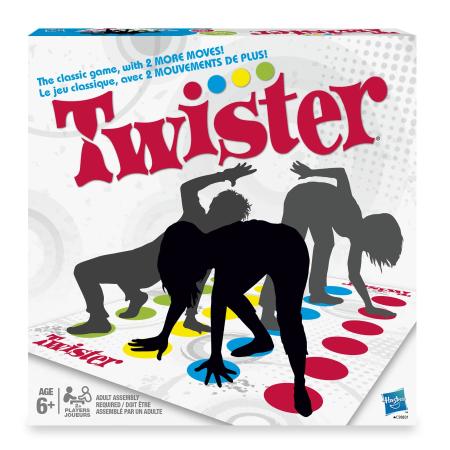 The classic game, with 2 MORE MOVES!
Le jeu classique, avec 2 MOUVEMENTS DE PLUS!
Twister®
Twister
Twister
AGE
6+
2+
PLAYERS
JOUEURS
ADULT ASSEMBLY
REQUIRED / DOIT ÊTRE
ASSEMBLÉ PAR UN ADULTE
Hasbro